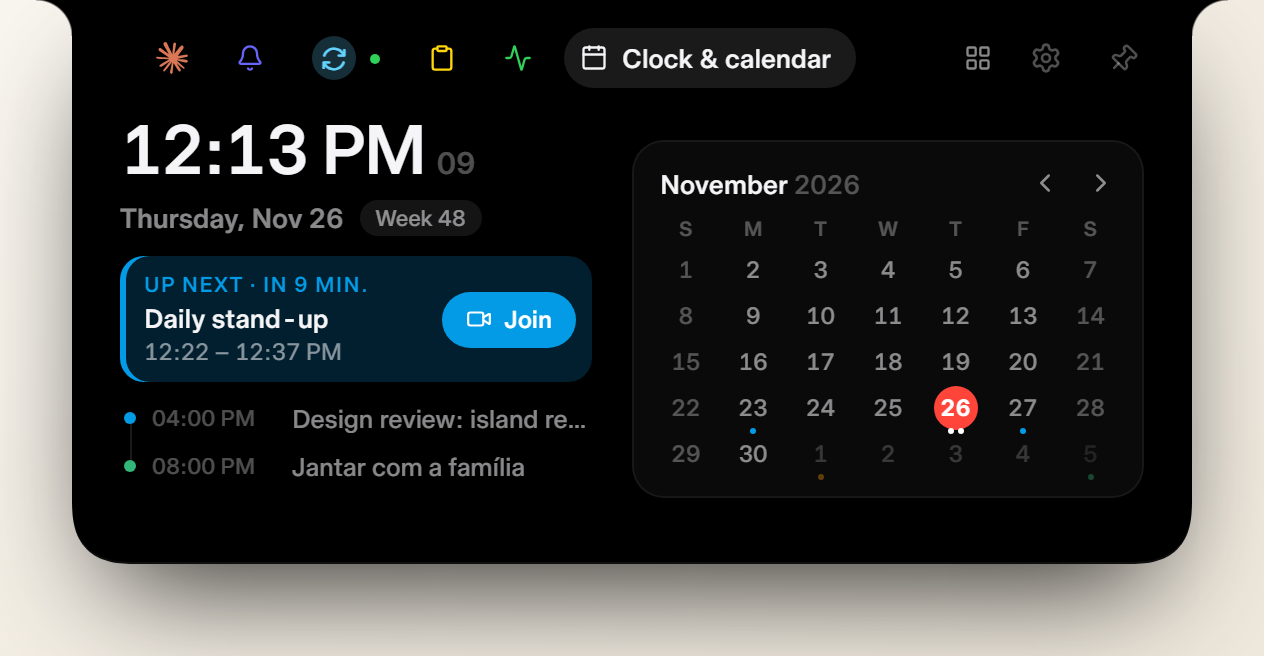 Clock & calendar
12:13 PM 09
Thursday, Nov 26 Week 48
UP NEXT · IN 9 MIN.
Daily stand-up
12:22 – 12:37 PM
Join
04:00 PM Design review: island re...
08:00 PM Jantar com a família
November 2026
S M T W T F S
1 2 3 4 5 6 7
8 9 10 11 12 13 14
15 16 17 18 19 20 21
22 23 24 25 26 27 28
29 30 1 2 3 4 5